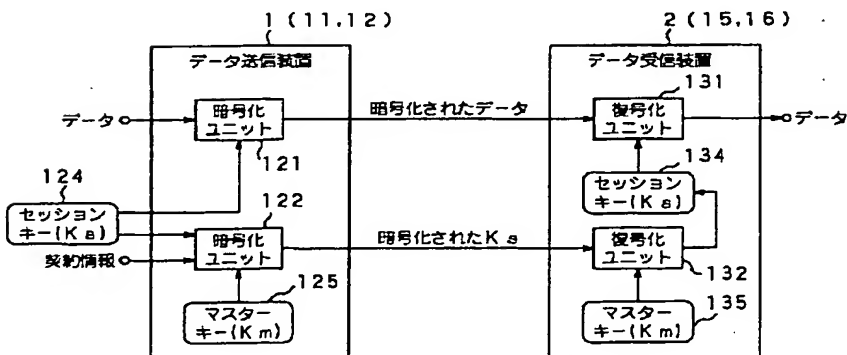 1(11,12)
2(15,16)
データ送信装置
データ受信装置
131
データ
暗号化
ユニット
暗号化されたデータ
復号化
ユニット
データ
121
134
124
セッション
キー(Ks)
122
セッション
キー(Ks)
暗号化
ユニット
暗号化されたKs
復号化
ユニット
契約情報
132
125
135
マスター
キー(Km)
マスター
キー(Km)